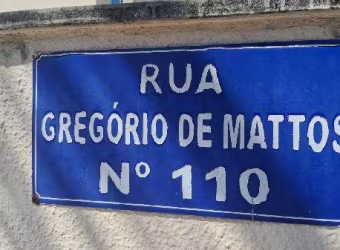 RUA
GREGÓRIO DE MATTOS
Nº 110